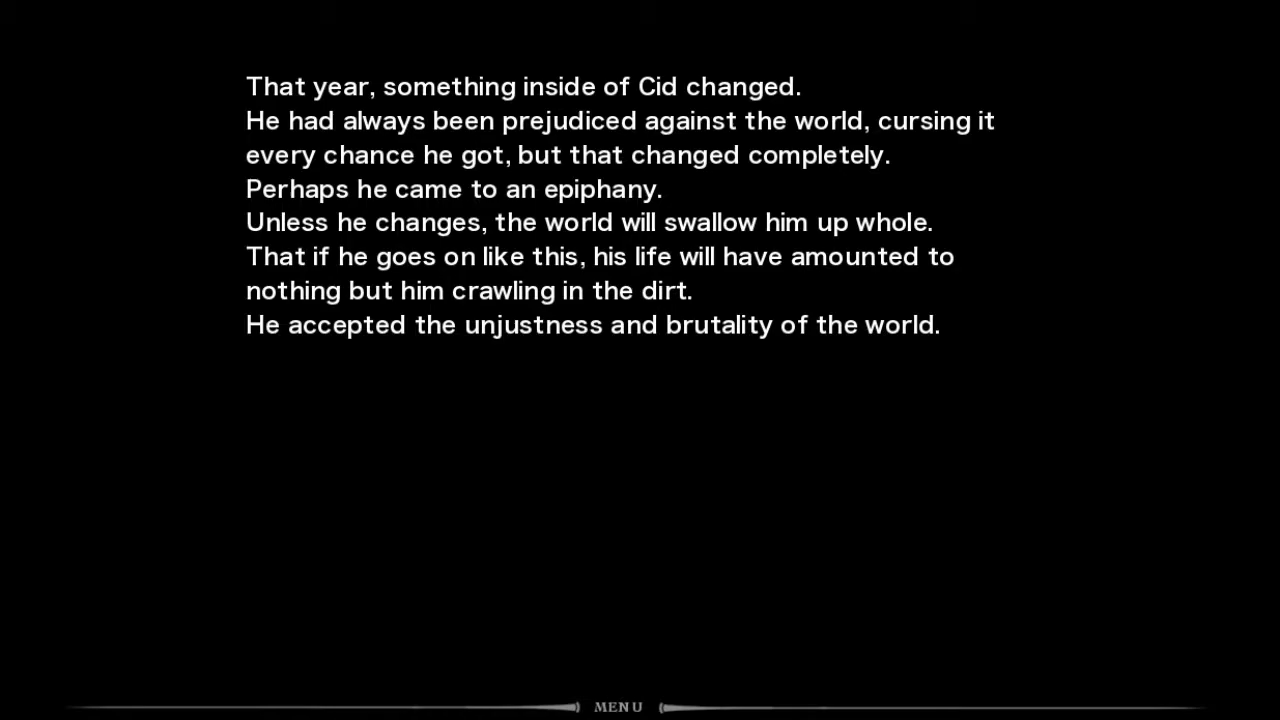 That year, something inside of Cid changed.
He had always been prejudiced against the world, cursing it
every chance he got, but that changed completely.
Perhaps he came to an epiphany.
Unless he changes, the world will swallow him up whole.
That if he goes on like this, his life will have amounted to
nothing but him crawling in the dirt.
He accepted the unjustness and brutality of the world.
MENU